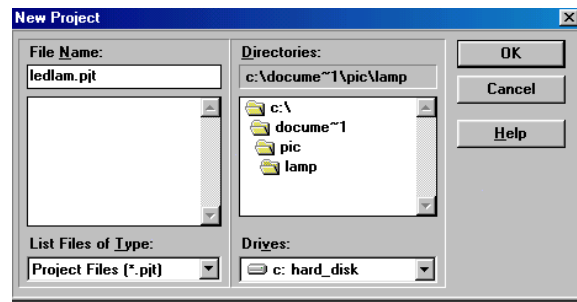 New Project
File Name:
ledlam.pjt
List Files of Type:
Project Files (*.pjt)
Directories:
c:\docume~1\pic\lamp
c:\
docume~1
pic
lamp
Drives:
c: hard_disk
OK
Cancel
Help